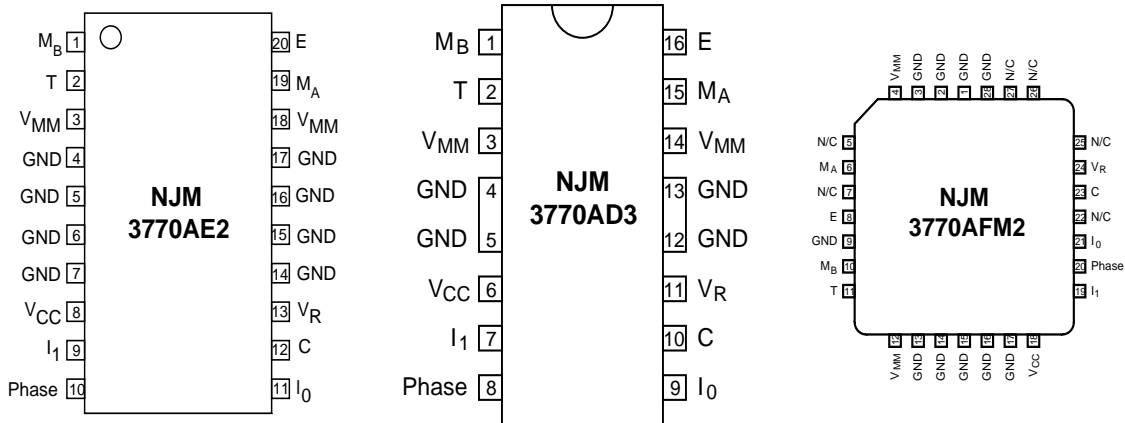 M_B 1
T 2
V_MM 3
GND 4
GND 5
GND 6
GND 7
V_CC 8
I_1 9
Phase 10
NJM
3770AE2
20 E
19 M_A
18 V_MM
17 GND
16 GND
15 GND
14 GND
13 V_R
12 C
11 I_0
M_B 1
T 2
V_MM 3
GND 4
GND 5
V_CC 6
I_1 7
Phase 8
NJM
3770AD3
16 E
15 M_A
14 V_MM
13 GND
12 GND
11 V_R
10 C
9 I_0
V_MM 4
GND 3
GND 2
GND 1
GND 28
N/C 27
N/C 26
N/C 5
M_A 6
N/C 7
E 8
GND 9
M_B 10
T 11
NJM
3770AFM2
25 N/C
24 V_R
23 C
22 N/C
21 I_0
20 Phase
19 I_1
V_MM 12
GND 13
GND 14
GND 15
GND 16
GND 17
V_CC 18